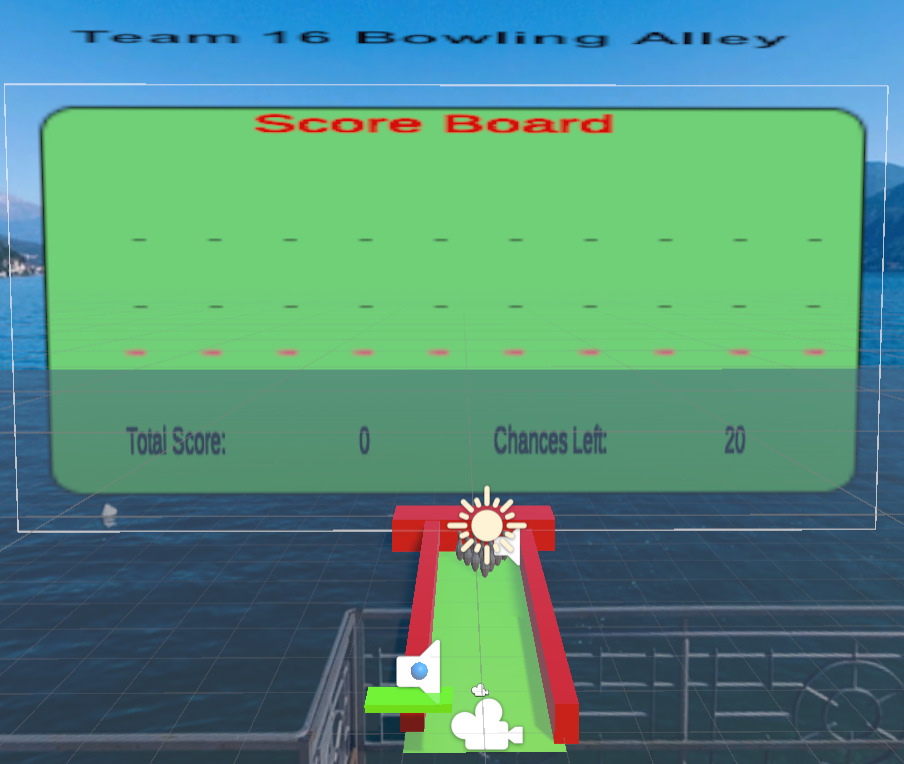 Team 16 Bowling Alley
Score Board
- - - - - - - - - -
- - - - - - - - - -
- - - - - - - - - -
Total Score: 0 Chances Left: 20